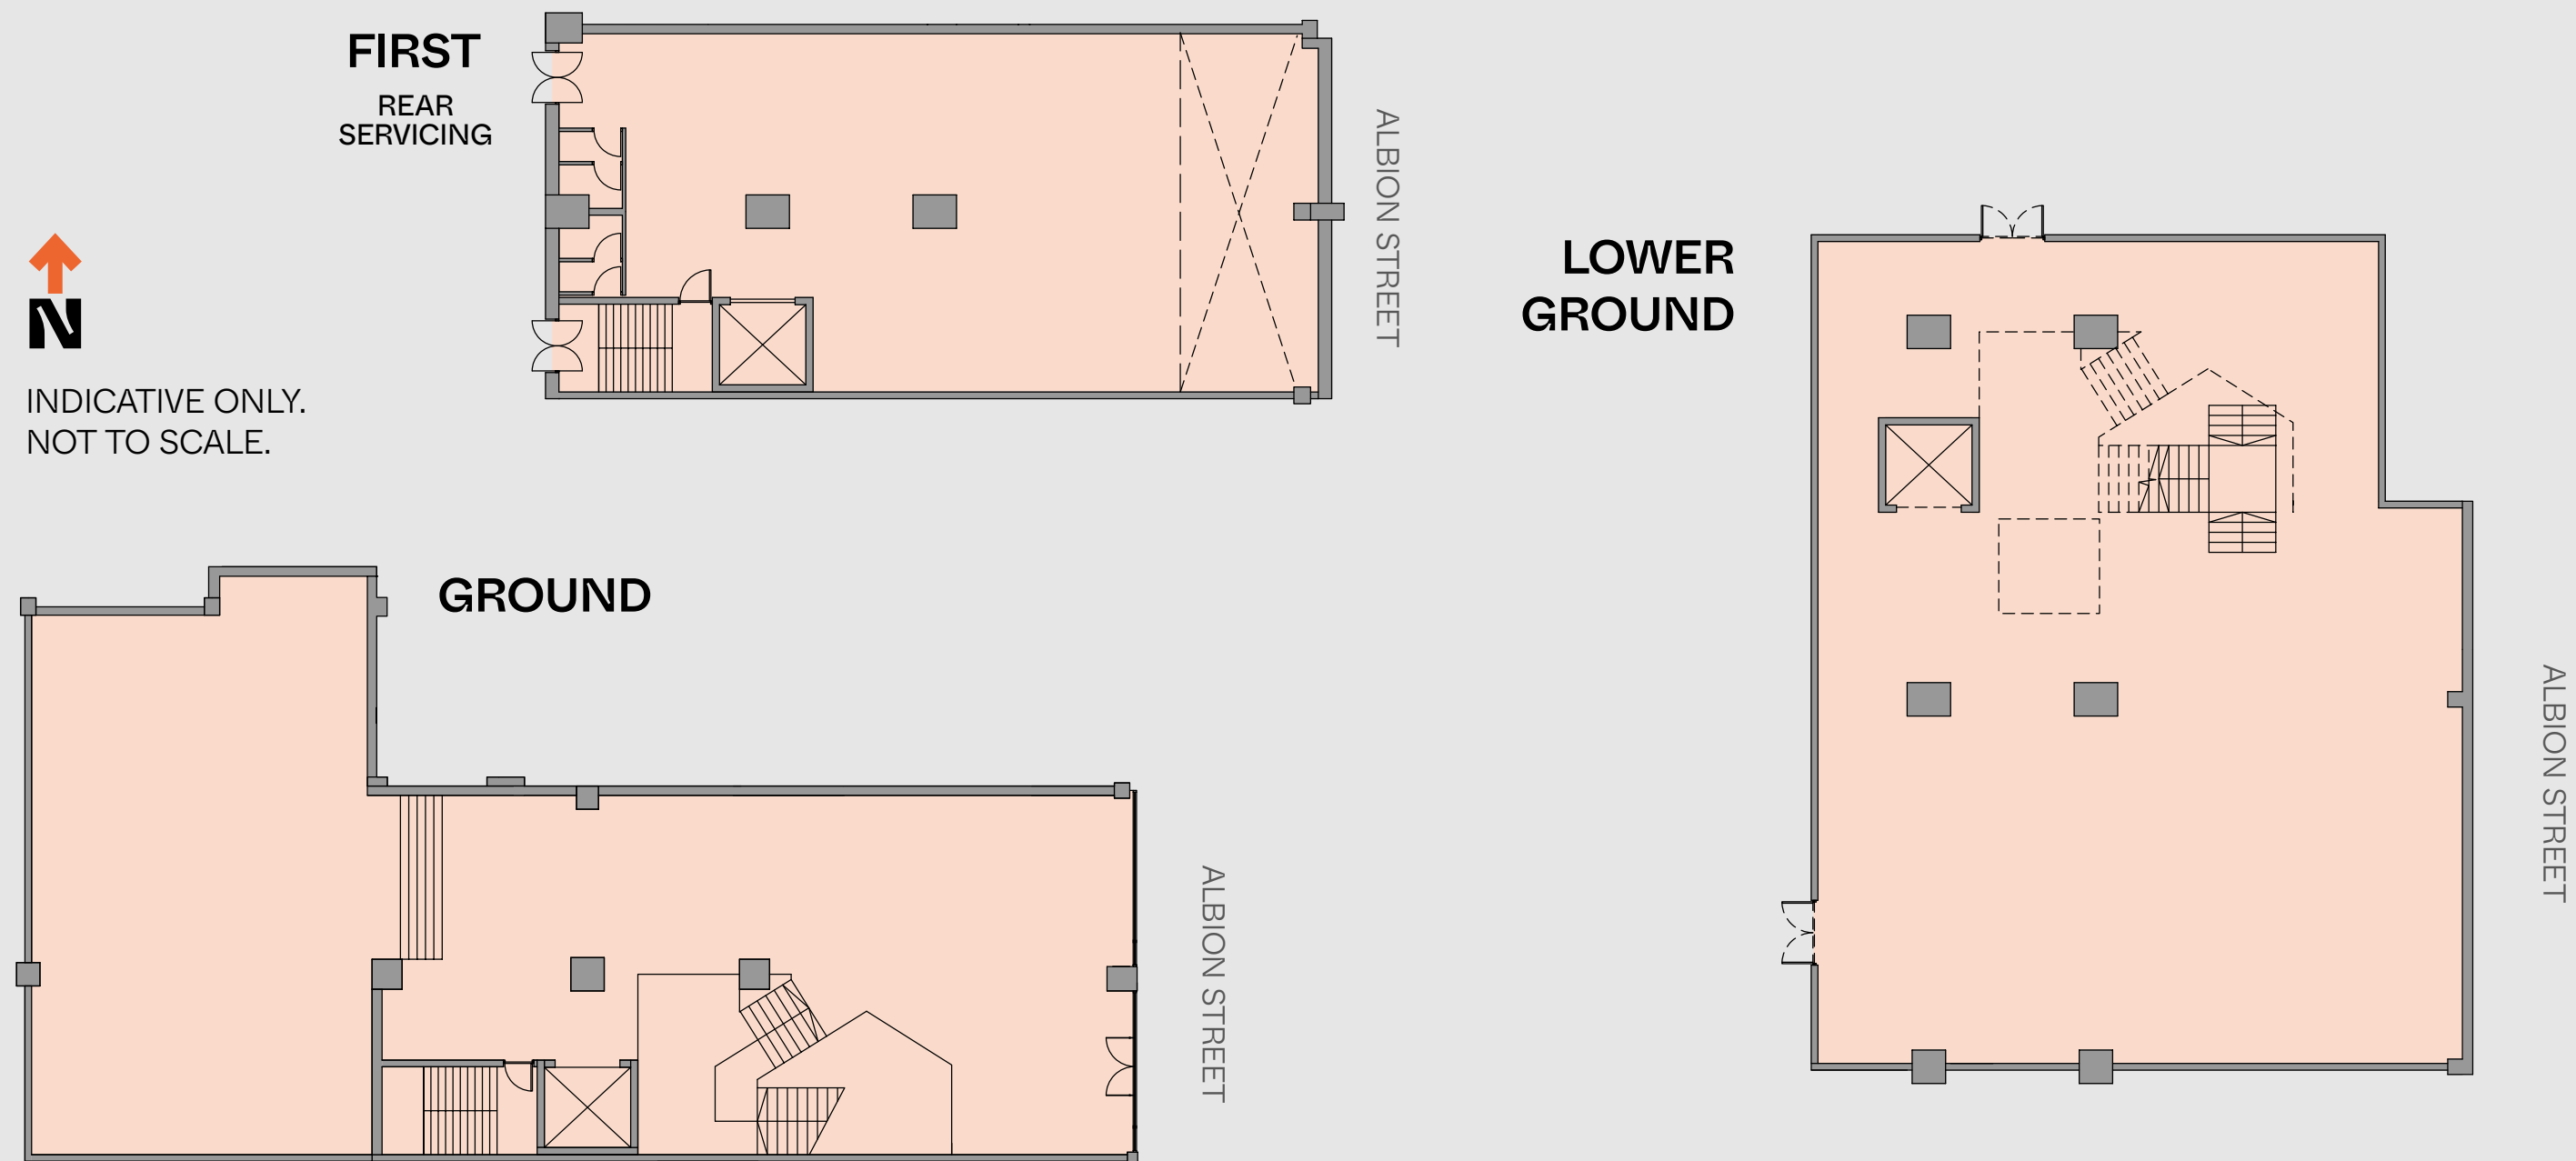 FIRST
REAR
SERVICING
ALBION STREET
N
INDICATIVE ONLY.
NOT TO SCALE.
LOWER
GROUND
ALBION STREET
GROUND
ALBION STREET